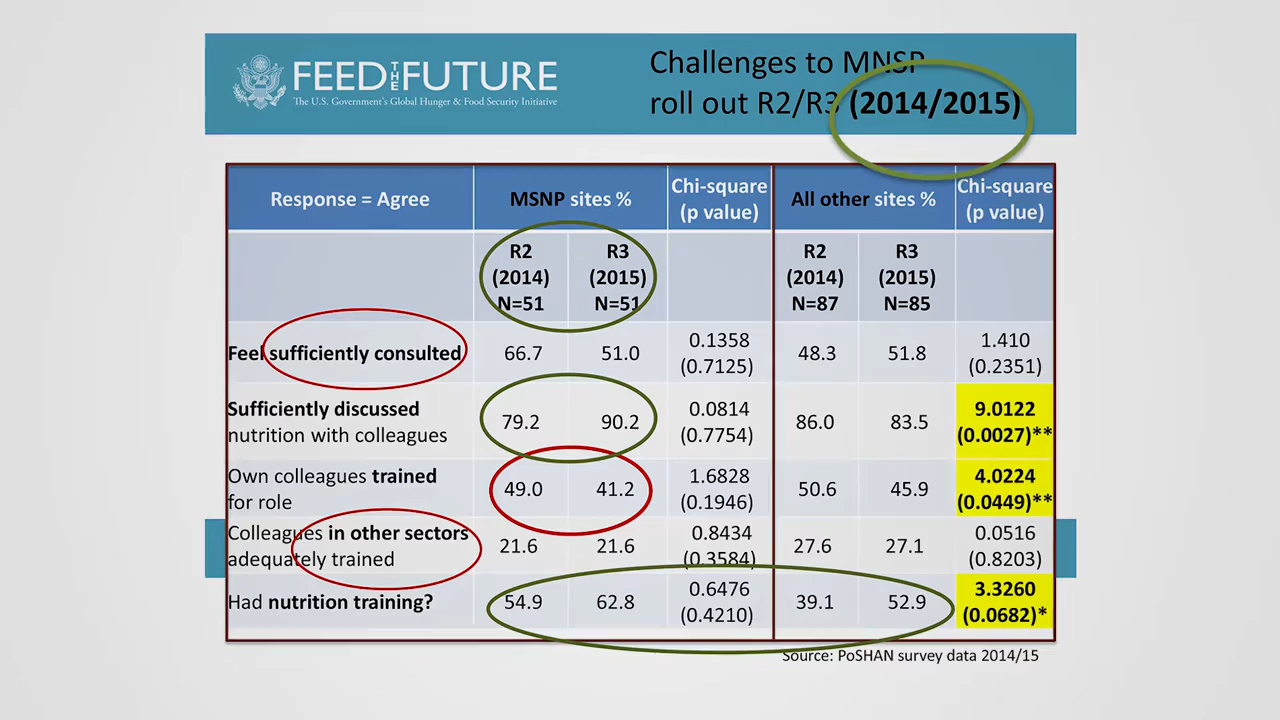 FEED THE FUTURE
The U.S. Government's Global Hunger & Food Security Initiative
Challenges to MNSP
roll out R2/R3 (2014/2015)
Response = Agree
MSNP sites %
Chi-square
(p value)
All other sites %
Chi-square
(p value)
R2
(2014)
N=51
R3
(2015)
N=51
R2
(2014)
N=87
R3
(2015)
N=85
Feel sufficiently consulted
66.7
51.0
0.1358
(0.7125)
48.3
51.8
1.410
(0.2351)
Sufficiently discussed
nutrition with colleagues
79.2
90.2
0.0814
(0.7754)
86.0
83.5
9.0122
(0.0027)**
Own colleagues trained
for role
49.0
41.2
1.6828
(0.1946)
50.6
45.9
4.0224
(0.0449)**
Colleagues in other sectors
adequately trained
21.6
21.6
0.8434
(0.3584)
27.6
27.1
0.0516
(0.8203)
Had nutrition training?
54.9
62.8
0.6476
(0.4210)
39.1
52.9
3.3260
(0.0682)*
Source: PoSHAN survey data 2014/15